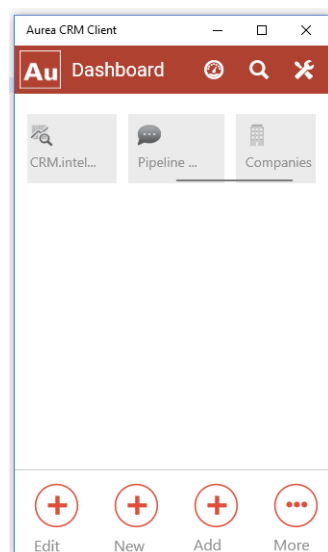 Aurea CRM Client
Au Dashboard
CRM.intel... Pipeline ... Companies
Edit New Add More